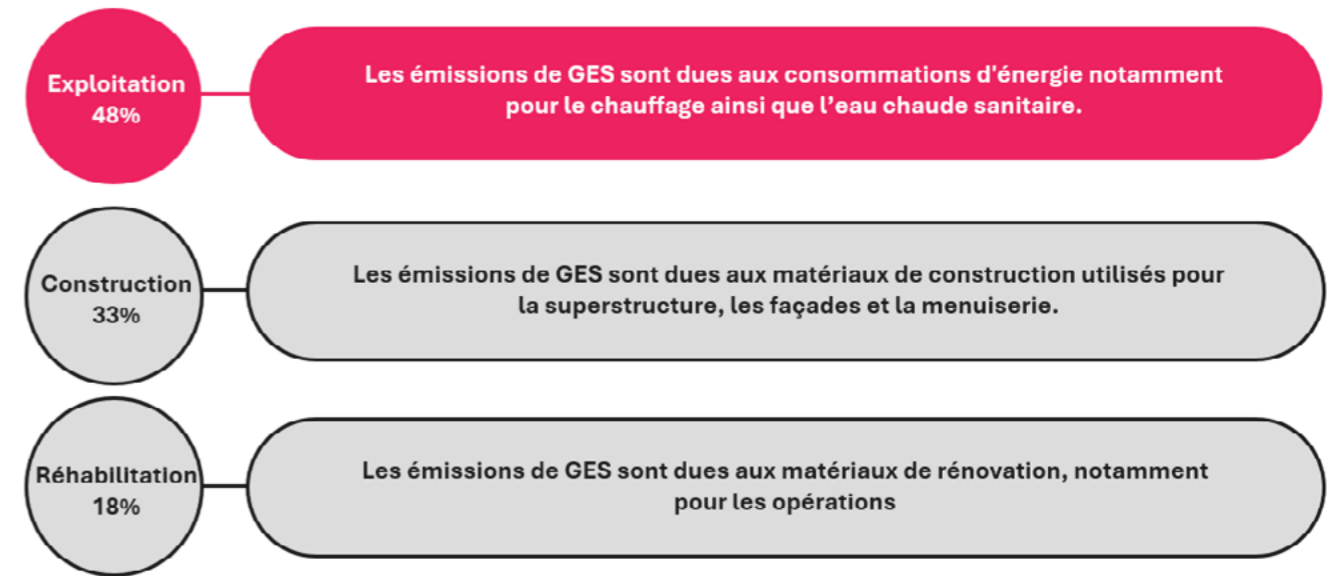 Exploitation
48%
Les émissions de GES sont dues aux consommations d'énergie notamment
pour le chauffage ainsi que l’eau chaude sanitaire.
Construction
33%
Les émissions de GES sont dues aux matériaux de construction utilisés pour
la superstructure, les façades et la menuiserie.
Réhabilitation
18%
Les émissions de GES sont dues aux matériaux de rénovation, notamment
pour les opérations